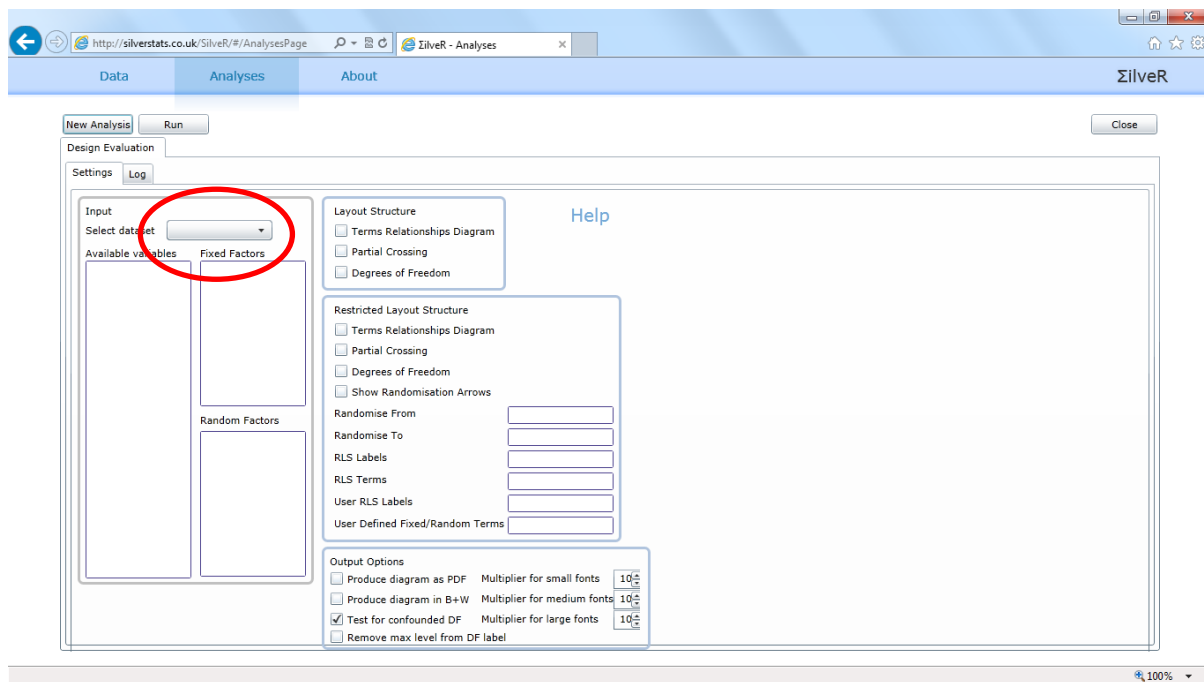 http://silverstats.co.uk/SilveR/#/AnalysesPage
ΣilveR - Analyses
Data Analyses About ΣilveR
New Analysis Run Close
Design Evaluation
Settings Log
Input
Select dataset
Available variables Fixed Factors
Random Factors
Layout Structure
Terms Relationships Diagram
Partial Crossing
Degrees of Freedom
Help
Restricted Layout Structure
Terms Relationships Diagram
Partial Crossing
Degrees of Freedom
Show Randomisation Arrows
Randomise From
Randomise To
RLS Labels
RLS Terms
User RLS Labels
User Defined Fixed/Random Terms
Output Options
Produce diagram as PDF Multiplier for small fonts 10
Produce diagram in B+W Multiplier for medium fonts 10
Test for confounded DF Multiplier for large fonts 10
Remove max level from DF label
100%